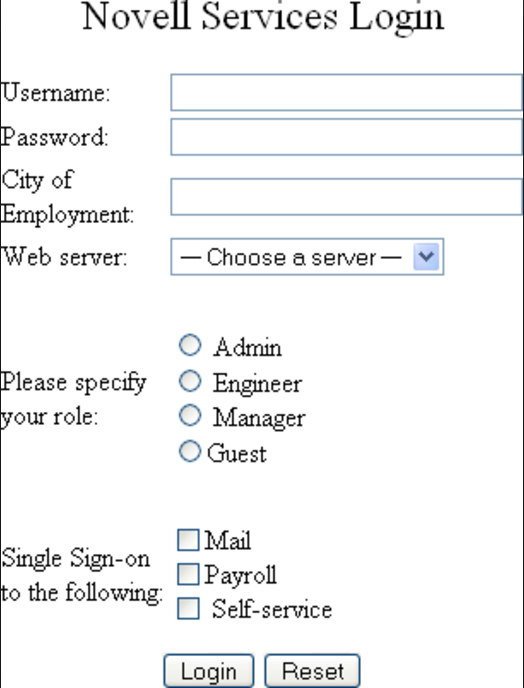 Novell Services Login
Username:
Password:
City of
Employment:
Web server: — Choose a server —
Please specify
your role:
Admin
Engineer
Manager
Guest
Single Sign-on
to the following:
Mail
Payroll
Self-service
Login Reset